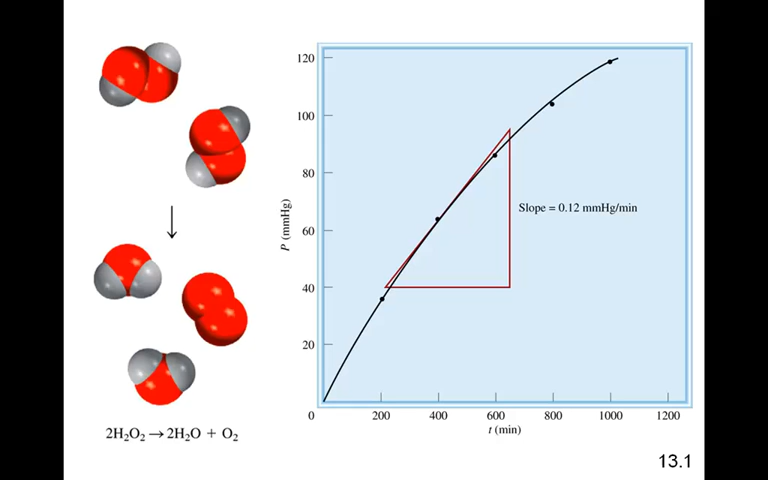 120
100
80
60
40
20
0
P (mmHg)
Slope = 0.12 mmHg/min
200 400 600 800 1000 1200
t (min)
2H₂O₂ → 2H₂O + O₂
13.1